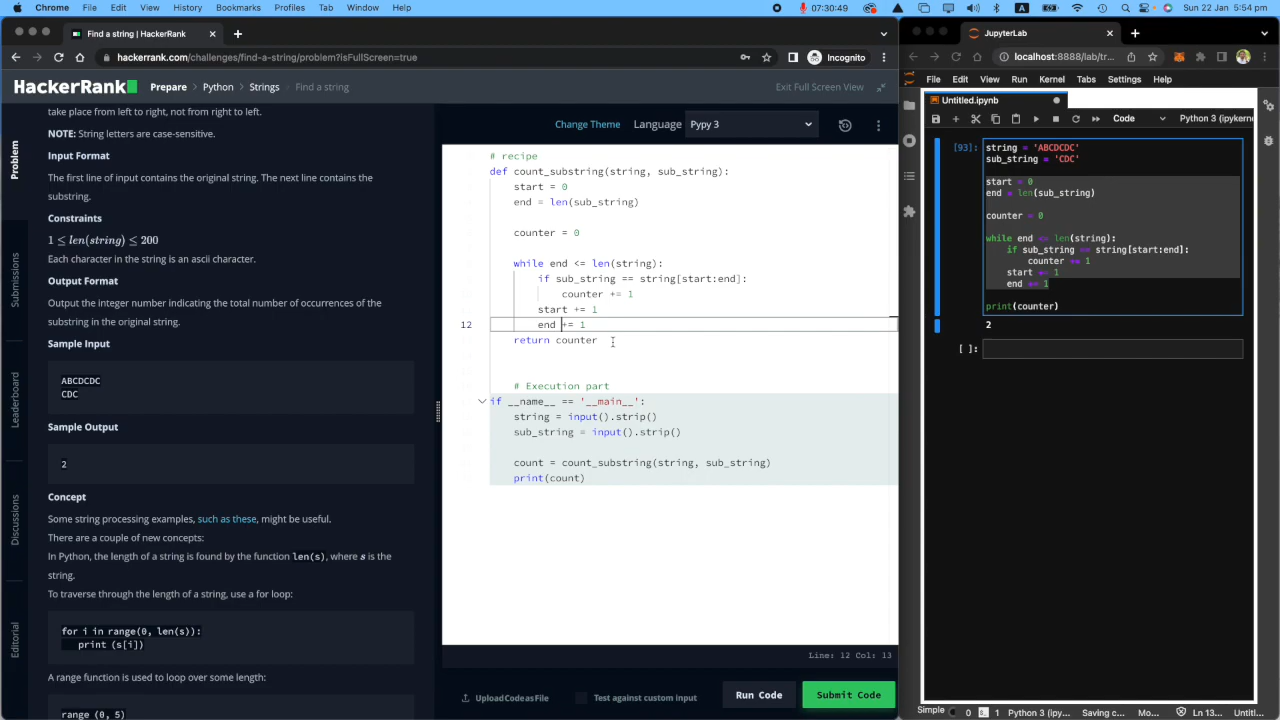 Chrome File Edit View History Bookmarks Profiles Tab Window Help 07:30:49 A Sun 22 Jan 5:54 pm
Find a string | HackerRank
hackerrank.com/challenges/find-a-string/problem?isFullScreen=true
Incognito
HackerRank
Prepare > Python > Strings > Find a string
Exit Full Screen View
Problem
Submissions
Leaderboard
Discussions
Editorial
take place from left to right, not from right to left.
NOTE: String letters are case-sensitive.
Input Format
The first line of input contains the original string. The next line contains the
substring.
Constraints
1 ≤ len(string) ≤ 200
Each character in the string is an ascii character.
Output Format
Output the integer number indicating the total number of occurrences of the
substring in the original string.
Sample Input
ABCDCDC
CDC
Sample Output
2
Concept
Some string processing examples, such as these, might be useful.
There are a couple of new concepts:
In Python, the length of a string is found by the function len(s), where s is the
string.
To traverse through the length of a string, use a for loop:
for i in range(0, len(s)):
print (s[i])
A range function is used to loop over some length:
range (0, 5)
Change Theme
Language
Pypy 3
# recipe
def count_substring(string, sub_string):
start = 0
end = len(sub_string)
counter = 0
while end <= len(string):
if sub_string == string[start:end]:
counter += 1
start += 1
12
end += 1
return counter
# Execution part
if __name__ == '__main__':
string = input().strip()
sub_string = input().strip()
count = count_substring(string, sub_string)
print(count)
Line: 12 Col: 13
Upload Code as File
Test against custom input
Run Code
Submit Code
JupyterLab
localhost:8888/lab/tr...
File Edit View Run Kernel Tabs Settings Help
Untitled.ipynb
Code
Python 3 (ipykerne
[93]:
string = 'ABCDCDC'
sub_string = 'CDC'
start = 0
end = len(sub_string)
counter = 0
while end <= len(string):
if sub_string == string[start:end]:
counter += 1
start += 1
end += 1
print(counter)
2
[ ]:
Simple 0 1 Python 3 (ip... Saving c... Mo... Ln 13... Untit...